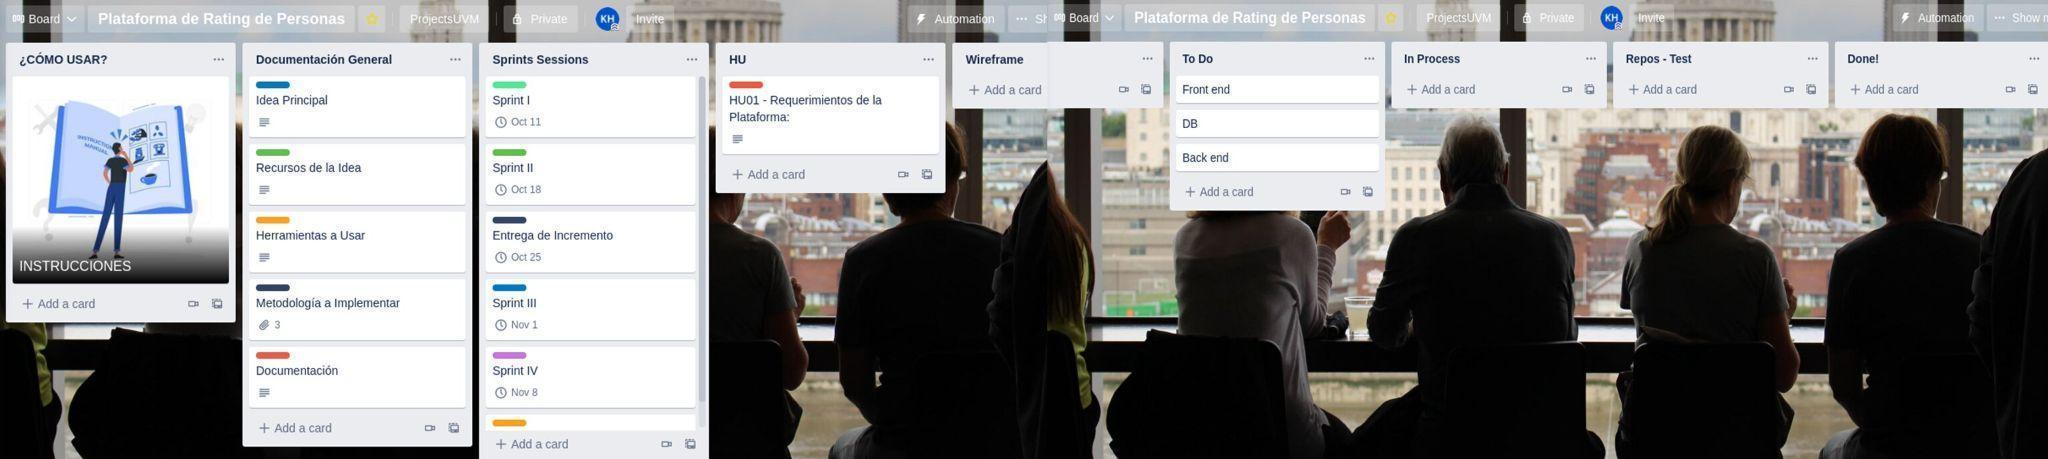 Board
Plataforma de Rating de Personas
ProjectsUVM
Private
KH
Invite
Automation
Sh
¿CÓMO USAR?
INSTRUCTION
MANUAL
INSTRUCCIONES
Add a card
Documentación General
Idea Principal
Recursos de la Idea
Herramientas a Usar
Metodología a Implementar
3
Documentación
Add a card
Sprints Sessions
Sprint I
Oct 11
Sprint II
Oct 18
Entrega de Incremento
Oct 25
Sprint III
Nov 1
Sprint IV
Nov 8
Add a card
HU
HU01 - Requerimientos de la
Plataforma:
Add a card
Wireframe
Add a card
Board
Plataforma de Rating de Personas
ProjectsUVM
Private
KH
Invite
Automation
Show m
To Do
Front end
DB
Back end
Add a card
In Process
Add a card
Repos - Test
Add a card
Done!
Add a card